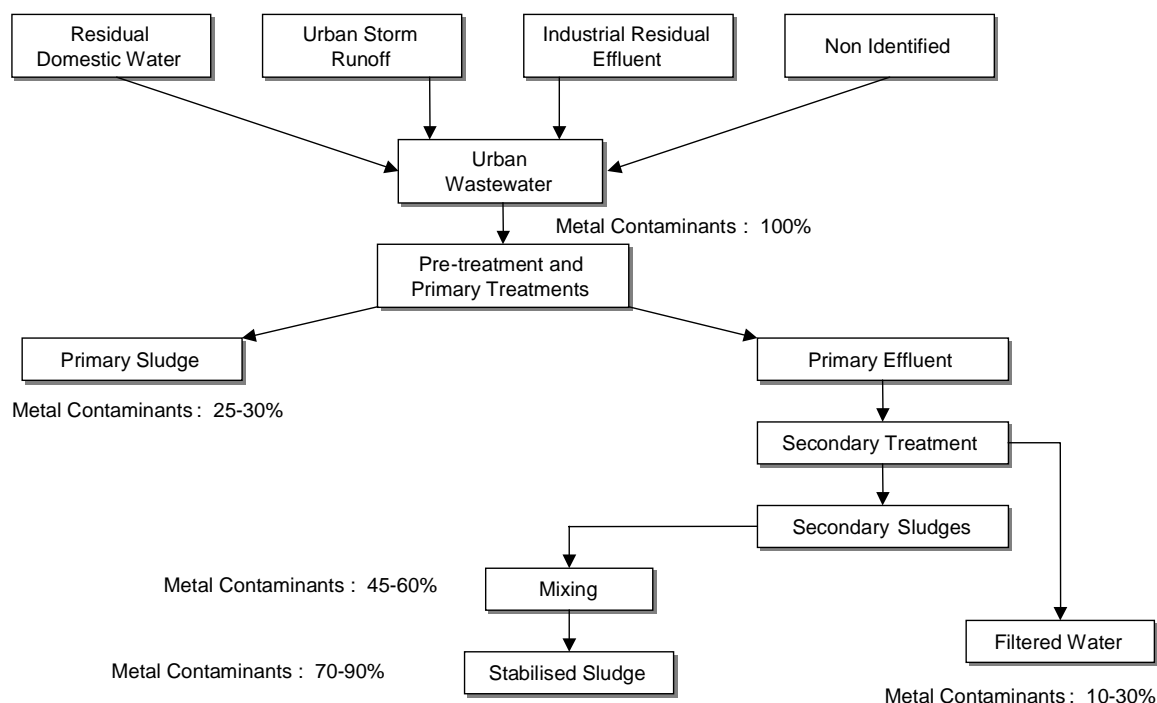 Residual
Domestic Water
Urban Storm
Runoff
Industrial Residual
Effluent
Non Identified
Urban
Wastewater
Metal Contaminants : 100%
Pre-treatment and
Primary Treatments
Primary Sludge
Primary Effluent
Metal Contaminants : 25-30%
Secondary Treatment
Secondary Sludges
Metal Contaminants : 45-60%
Mixing
Filtered Water
Metal Contaminants : 70-90%
Stabilised Sludge
Metal Contaminants : 10-30%